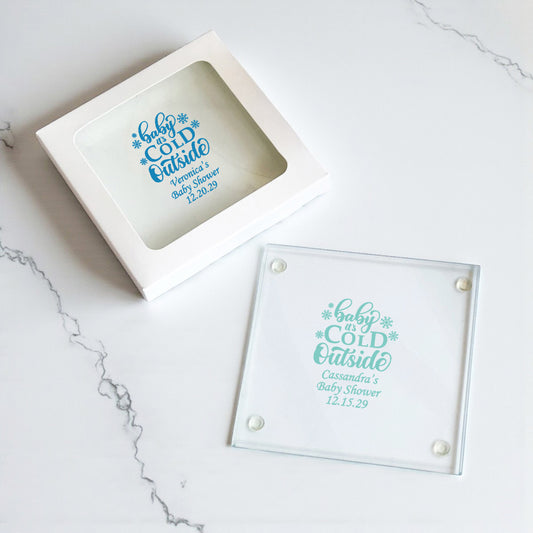 baby
it's
COLD
Outside
Veronica's
Baby Shower
12.20.29
baby
it's
COLD
Outside
Cassandra's
Baby Shower
12.15.29